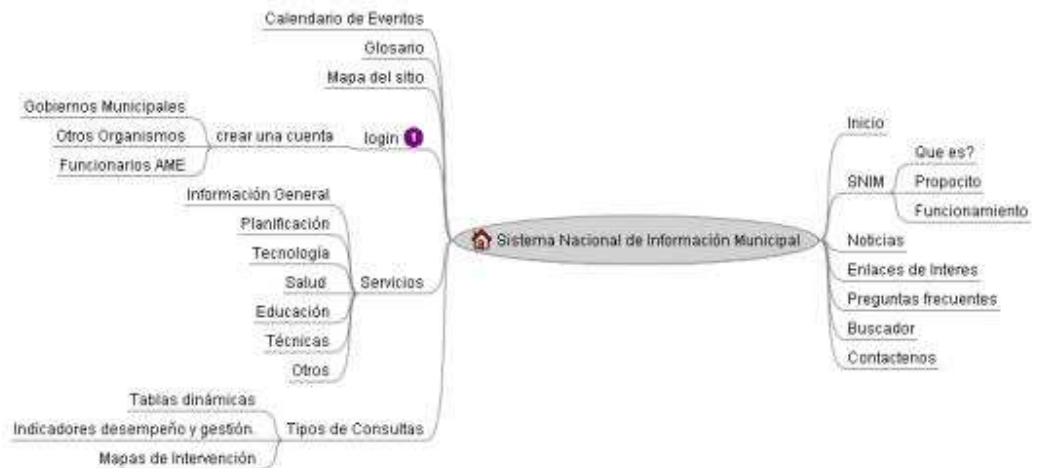 Calendario de Eventos
Glosario
Mapa del sitio
Gobiernos Municipales
Otros Organismos
Funcionarios AME
crear una cuenta
login 1
Información General
Planificación
Tecnología
Salud
Educación
Técnicas
Otros
Servicios
Tablas dinámicas
Indicadores desempeño y gestión.
Mapas de Intervención
Tipos de Consultas
Sistema Nacional de Información Municipal
Inicio
SNIM
Que es?
Propocito
Funcionamiento
Noticias
Enlaces de Interes
Preguntas frecuentes
Buscador
Contactenos